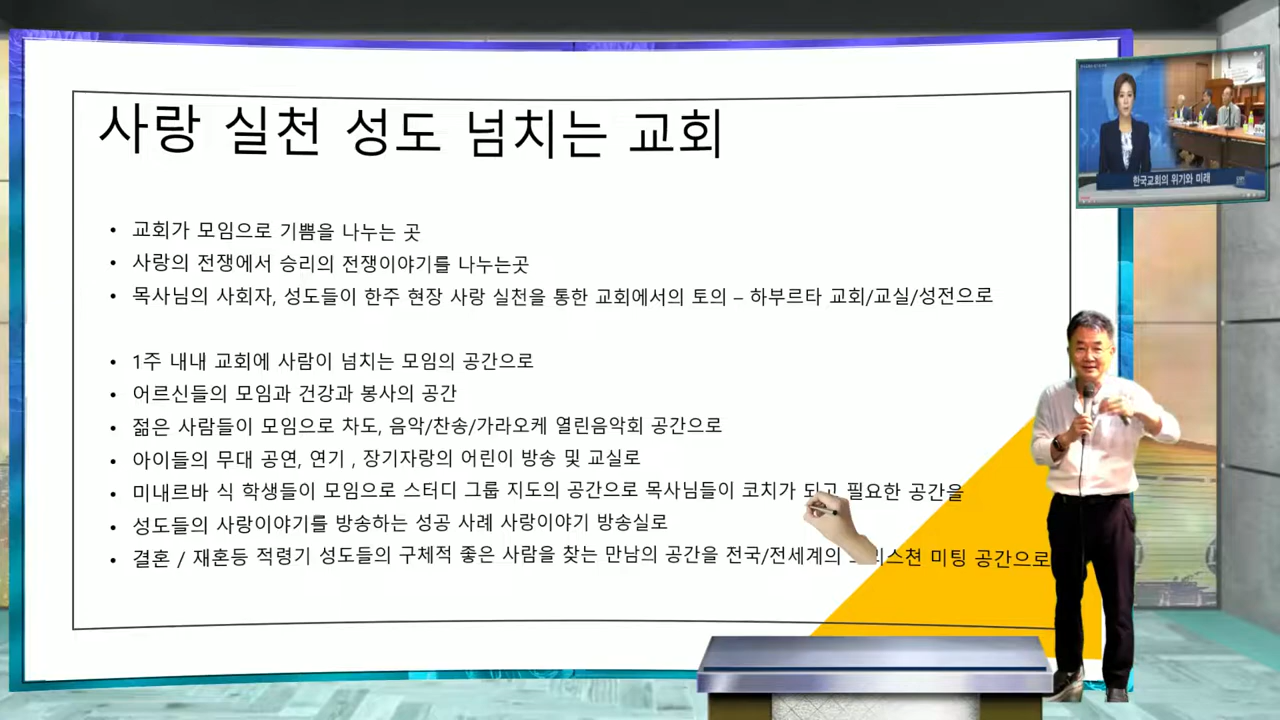 사랑 실천 성도 넘치는 교회
• 교회가 모임으로 기쁨을 나누는 곳
• 사랑의 전쟁에서 승리의 전쟁이야기를 나누는곳
• 목사님의 사회자, 성도들이 한주 현장 사랑 실천을 통한 교회에서의 토의 – 하부르타 교회/교실/성전으로
• 1주 내내 교회에 사람이 넘치는 모임의 공간으로
• 어르신들의 모임과 건강과 봉사의 공간
• 젊은 사람들이 모임으로 차도, 음악/찬송/가라오케 열린음악회 공간으로
• 아이들의 무대 공연, 연기 , 장기자랑의 어린이 방송 및 교실로
• 미내르바 식 학생들이 모임으로 스터디 그룹 지도의 공간으로 목사님들이 코치가 되고 필요한 공간을
• 성도들의 사랑이야기를 방송하는 성공 사례 사랑이야기 방송실로
• 결혼 / 재혼등 적령기 성도들의 구체적 좋은 사람을 찾는 만남의 공간을 전국/전세계의 미팅 공간으로
한국교회의 위기와 미래